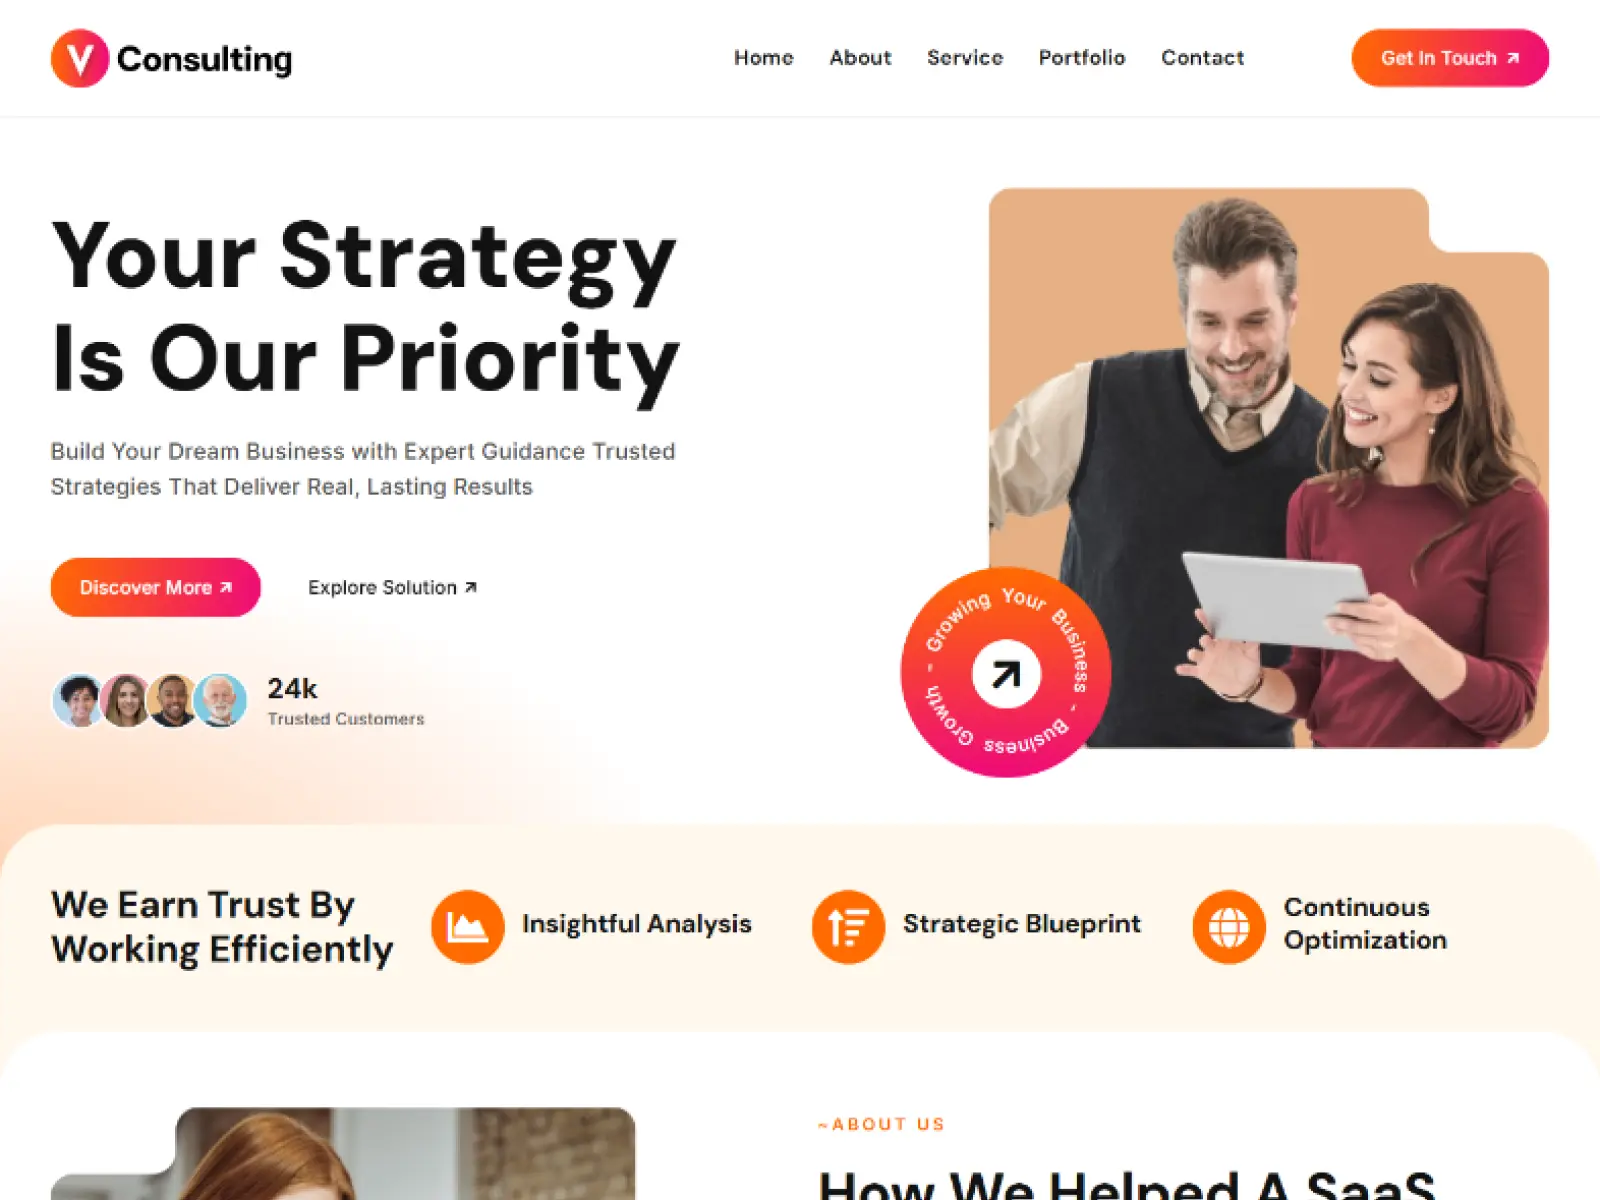 V Consulting
Home About Service Portfolio Contact
Get In Touch
Your Strategy
Is Our Priority
Build Your Dream Business with Expert Guidance Trusted
Strategies That Deliver Real, Lasting Results
Discover More
Explore Solution
24k
Trusted Customers
Growing Your Business - Business Growth -
We Earn Trust By
Working Efficiently
Insightful Analysis
Strategic Blueprint
Continuous
Optimization
~ABOUT US
How We Helped A SaaS